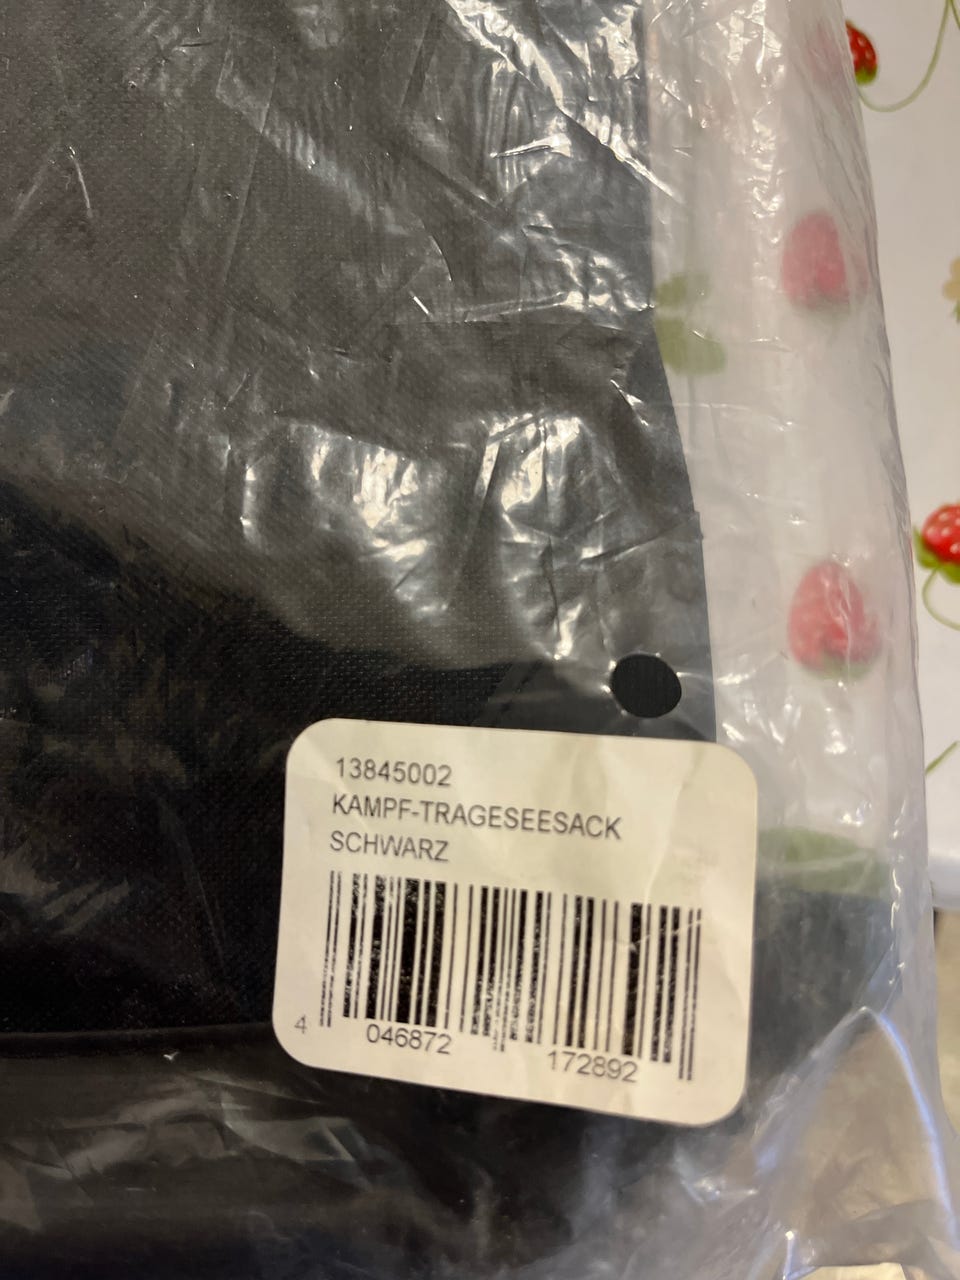 13845002
KAMPF-TRAGESEESACK
SCHWARZ
4 046872 172892